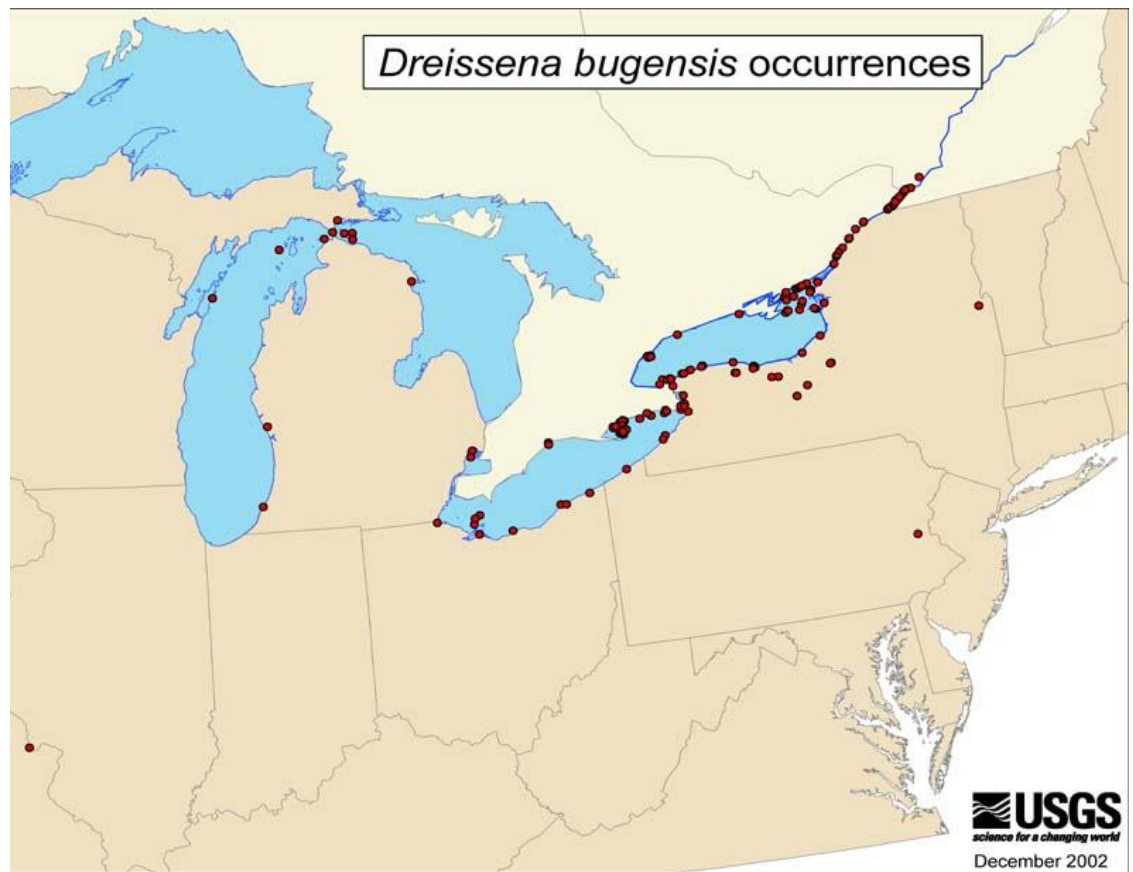 Dreissena bugensis occurrences
USGS
science for a changing world
December 2002